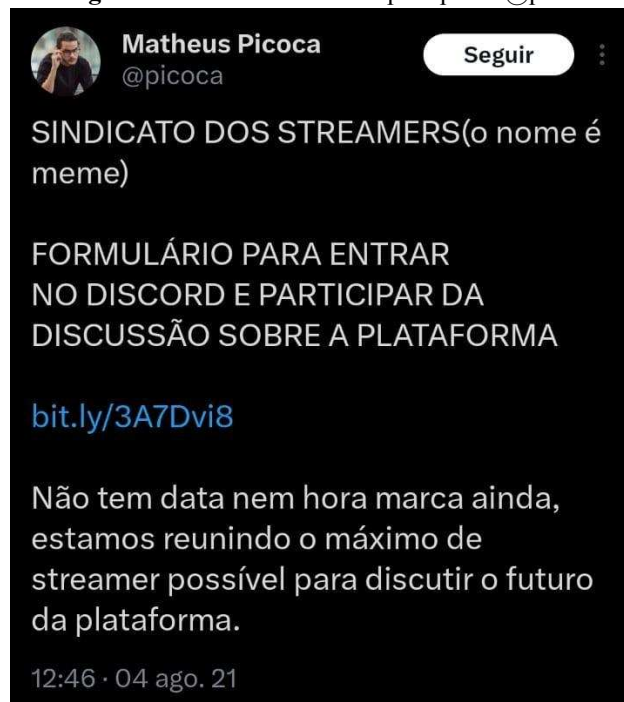 Matheus Picoca
Seguir
@picoca
SINDICATO DOS STREAMERS(o nome é
meme)
FORMULÁRIO PARA ENTRAR
NO DISCORD E PARTICIPAR DA
DISCUSSÃO SOBRE A PLATAFORMA
bit.ly/3A7Dvi8
Não tem data nem hora marca ainda,
estamos reunindo o máximo de
streamer possível para discutir o futuro
da plataforma.
12:46 · 04 ago. 21